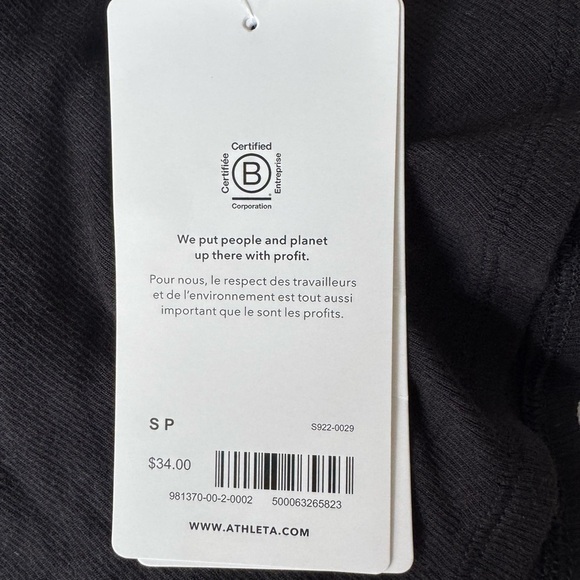 Certified
Certifiée
B
Entreprise
Corporation
We put people and planet
up there with profit.
Pour nous, le respect des travailleurs
et de l'environnement est tout aussi
important que le sont les profits.
S P
S922-0029
$34.00
981370-00-2-0002 500063265823
WWW.ATHLETA.COM